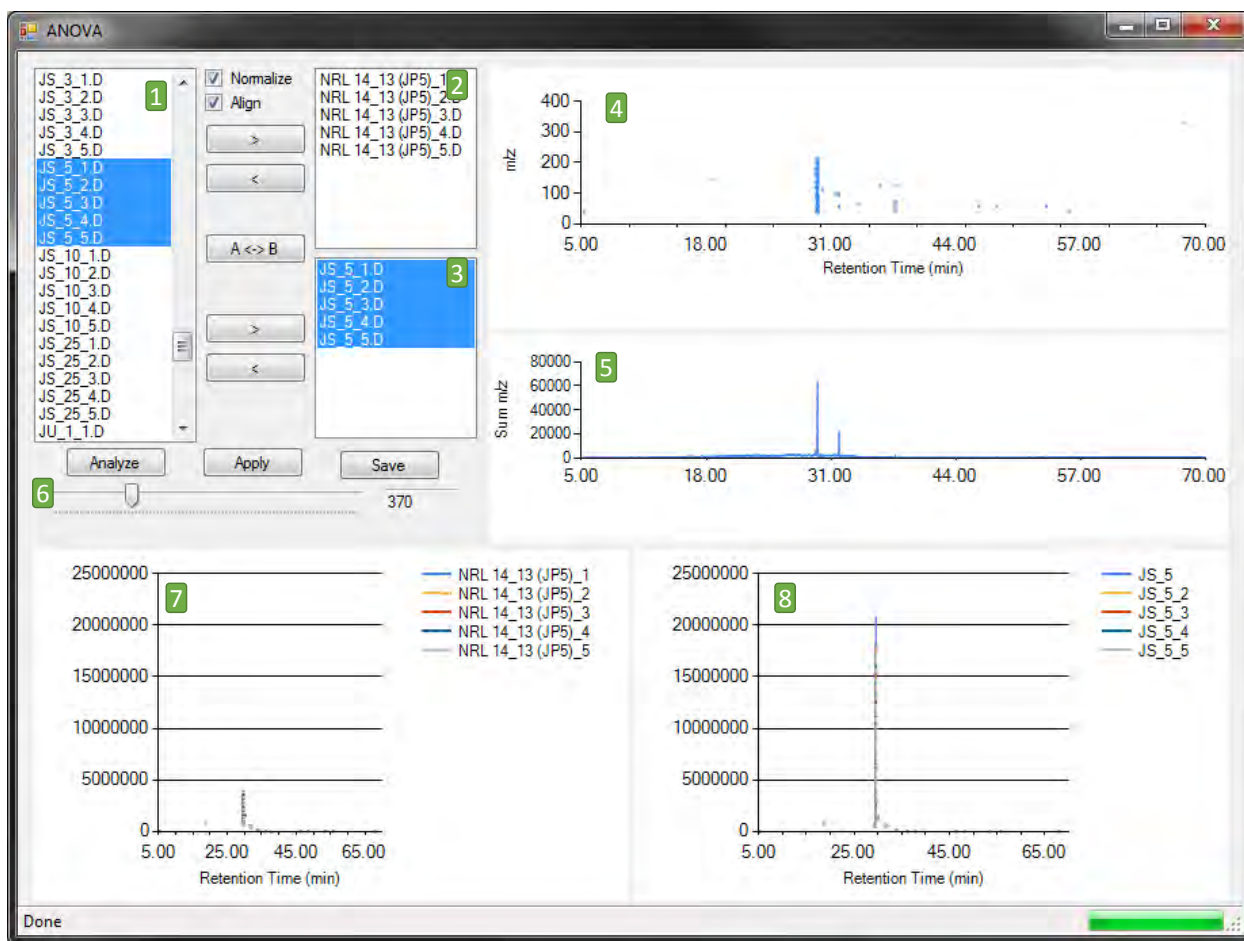 ANOVA
JS_3_1.D
JS_3_2.D
JS_3_3.D
JS_3_4.D
JS_3_5.D
JS_5_1.D
JS_5_2.D
JS_5_3.D
JS_5_4.D
JS_5_5.D
JS_10_1.D
JS_10_2.D
JS_10_3.D
JS_10_4.D
JS_10_5.D
JS_25_1.D
JS_25_2.D
JS_25_3.D
JS_25_4.D
JS_25_5.D
JU_1_1.D
1
Normalize
Align
>
<
A <-> B
>
<
NRL 14_13 (JP5)_1
NRL 14_13 (JP5)_2.D
NRL 14_13 (JP5)_3.D
NRL 14_13 (JP5)_4.D
NRL 14_13 (JP5)_5.D
2
JS_5_1.D
JS_5_2.D
JS_5_3.D
JS_5_4.D
JS_5_5.D
3
Analyze
Apply
Save
6
370
4
m/z
400
300
200
100
0
5.00 18.00 31.00 44.00 57.00 70.00
Retention Time (min)
5
Sum m/z
80000
60000
40000
20000
0
5.00 18.00 31.00 44.00 57.00 70.00
7
25000000
20000000
15000000
10000000
5000000
0
5.00 25.00 45.00 65.00
Retention Time (min)
NRL 14_13 (JP5)_1
NRL 14_13 (JP5)_2
NRL 14_13 (JP5)_3
NRL 14_13 (JP5)_4
NRL 14_13 (JP5)_5
8
25000000
20000000
15000000
10000000
5000000
0
5.00 25.00 45.00 65.00
Retention Time (min)
JS_5
JS_5_2
JS_5_3
JS_5_4
JS_5_5
Done